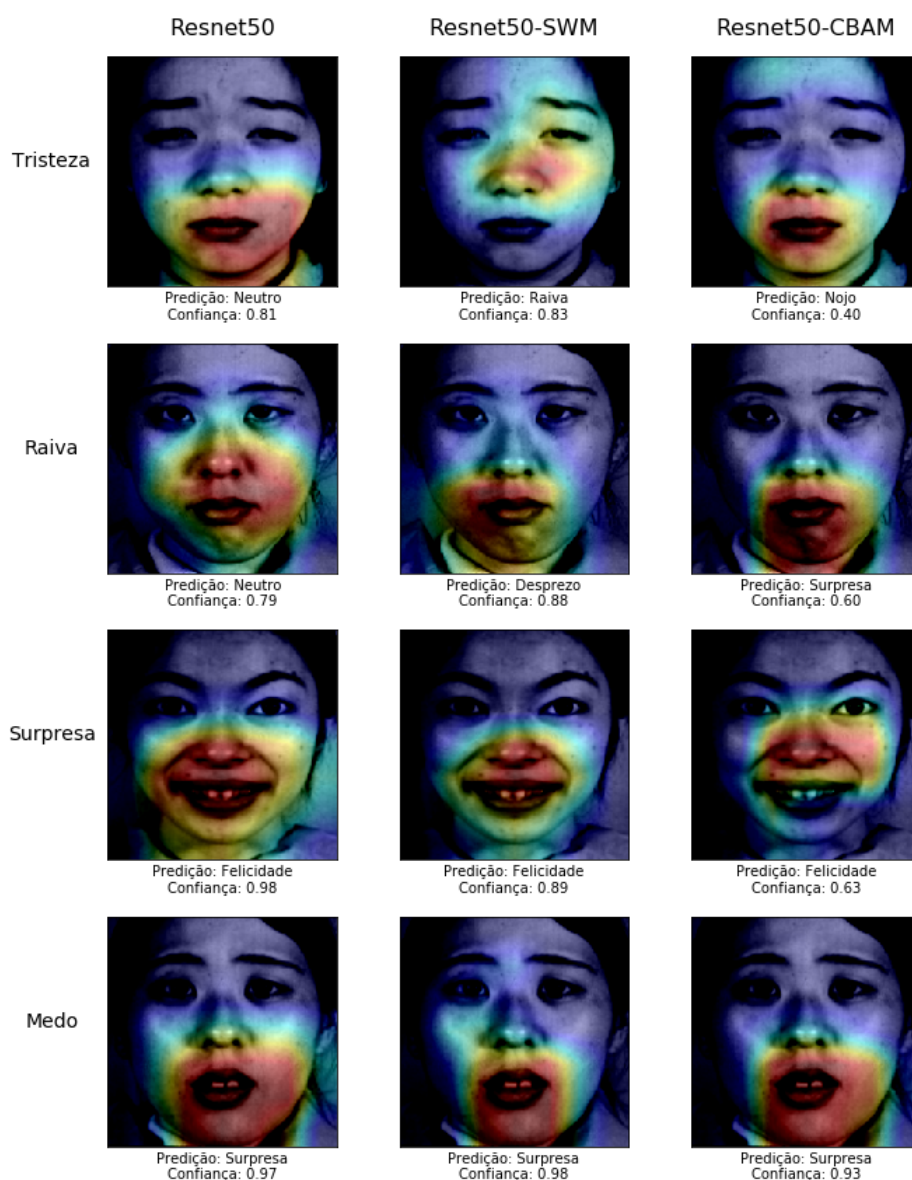 Resnet50 Resnet50-SWM Resnet50-CBAM
Tristeza
Predição: Neutro Predição: Raiva Predição: Nojo
Confiança: 0.81 Confiança: 0.83 Confiança: 0.40
Raiva
Predição: Neutro Predição: Desprezo Predição: Surpresa
Confiança: 0.79 Confiança: 0.88 Confiança: 0.60
Surpresa
Predição: Felicidade Predição: Felicidade Predição: Felicidade
Confiança: 0.98 Confiança: 0.89 Confiança: 0.63
Medo
Predição: Surpresa Predição: Surpresa Predição: Surpresa
Confiança: 0.97 Confiança: 0.98 Confiança: 0.93